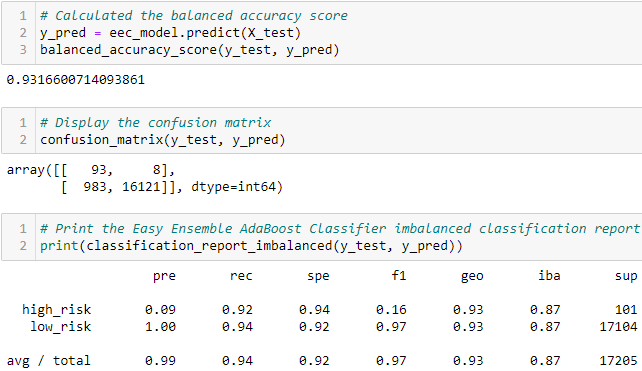 1 # Calculated the balanced accuracy score
2 y_pred = eec_model.predict(X_test)
3 balanced_accuracy_score(y_test, y_pred)
0.9316600714093861
1 # Display the confusion matrix
2 confusion_matrix(y_test, y_pred)
array([[   93,     8],
       [  983, 16121]], dtype=int64)
1 # Print the Easy Ensemble AdaBoost Classifier imbalanced classification report
2 print(classification_report_imbalanced(y_test, y_pred))
pre rec spe f1 geo iba sup
high_risk 0.09 0.92 0.94 0.16 0.93 0.87 101
low_risk 1.00 0.94 0.92 0.97 0.93 0.87 17104
avg / total 0.99 0.94 0.92 0.97 0.93 0.87 17205